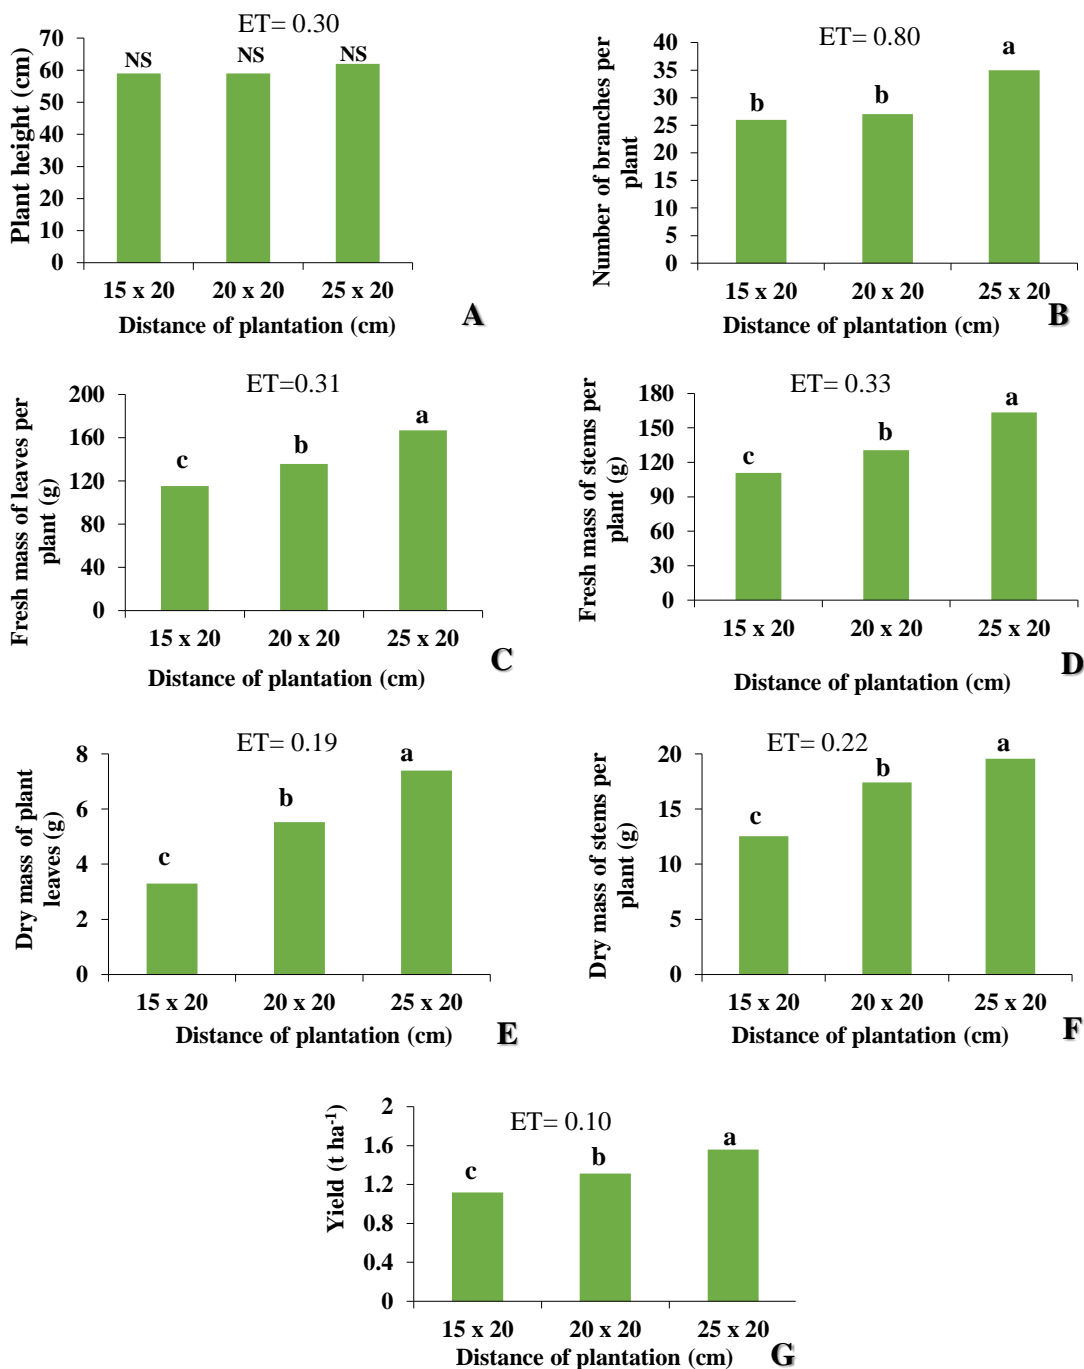 ET= 0.30
Plant height (cm)
70
60
50
40
30
20
10
0
NS
NS
NS
15 x 20
20 x 20
25 x 20
Distance of plantation (cm)
A
ET= 0.80
Number of branches per
plant
40
35
30
25
20
15
10
5
0
b
b
a
15 x 20
20 x 20
25 x 20
Distance of plantation (cm)
B
ET=0.31
Fresh mass of leaves per
plant (g)
200
160
120
80
40
0
c
b
a
15 x 20
20 x 20
25 x 20
Distance of plantation (cm)
C
ET=0.33
Fresh mass of stems per
plant (g)
180
150
120
90
60
30
0
c
b
a
15 x 20
20 x 20
25 x 20
Distance of plantation (cm)
D
ET= 0.19
Dry mass of plant
leaves (g)
8
6
4
2
0
c
b
a
15 x 20
20 x 20
25 x 20
Distance of plantation (cm)
E
ET= 0.22
Dry mass of stems per
plant (g)
20
15
10
5
0
c
b
a
15 x 20
20 x 20
25 x 20
Distance of plantation (cm)
F
ET= 0.10
Yield (t ha⁻¹)
2
1.6
1.2
0.8
0.4
0
c
b
a
15 x 20
20 x 20
25 x 20
Distance of plantation (cm)
G